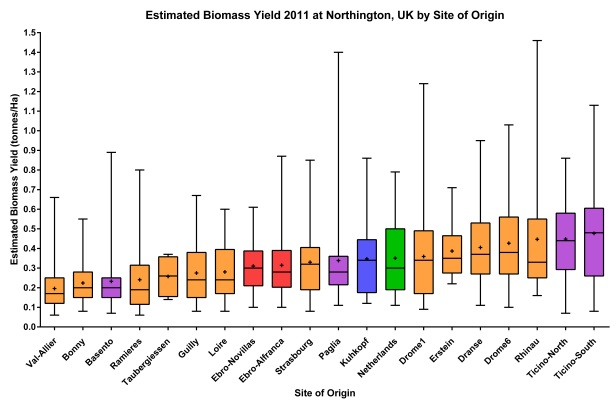 Estimated Biomass Yield 2011 at Northington, UK by Site of Origin
Estimated Biomass Yield (tonnes/Ha)
1.5
1.4
1.3
1.2
1.1
1.0
0.9
0.8
0.7
0.6
0.5
0.4
0.3
0.2
0.1
0.0
Val-Allier
Bonny
Basento
Ramieres
Taubergiessen
Guilly
Loire
Ebro-Novillas
Ebro-Alfranca
Strasbourg
Paglia
Kuhkopf
Netherlands
Drome1
Erstein
Dranse
Drome6
Rhinau
Ticino-North
Ticino-South
Site of Origin